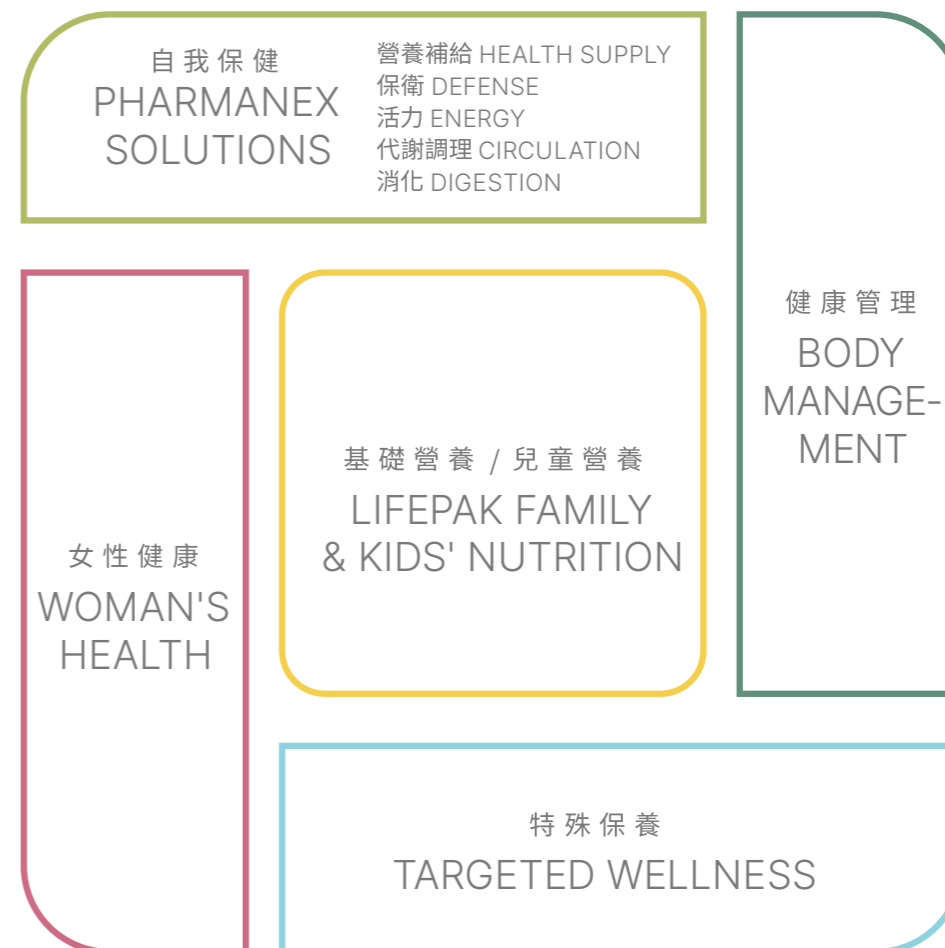 自我保健
PHARMANEX
SOLUTIONS
營養補給 HEALTH SUPPLY
保衛 DEFENSE
活力 ENERGY
代謝調理 CIRCULATION
消化 DIGESTION
健康管理
BODY
MANAGE-
MENT
基礎營養 / 兒童營養
LIFEPAK FAMILY
& KIDS' NUTRITION
女性健康
WOMAN'S
HEALTH
特殊保養
TARGETED WELLNESS